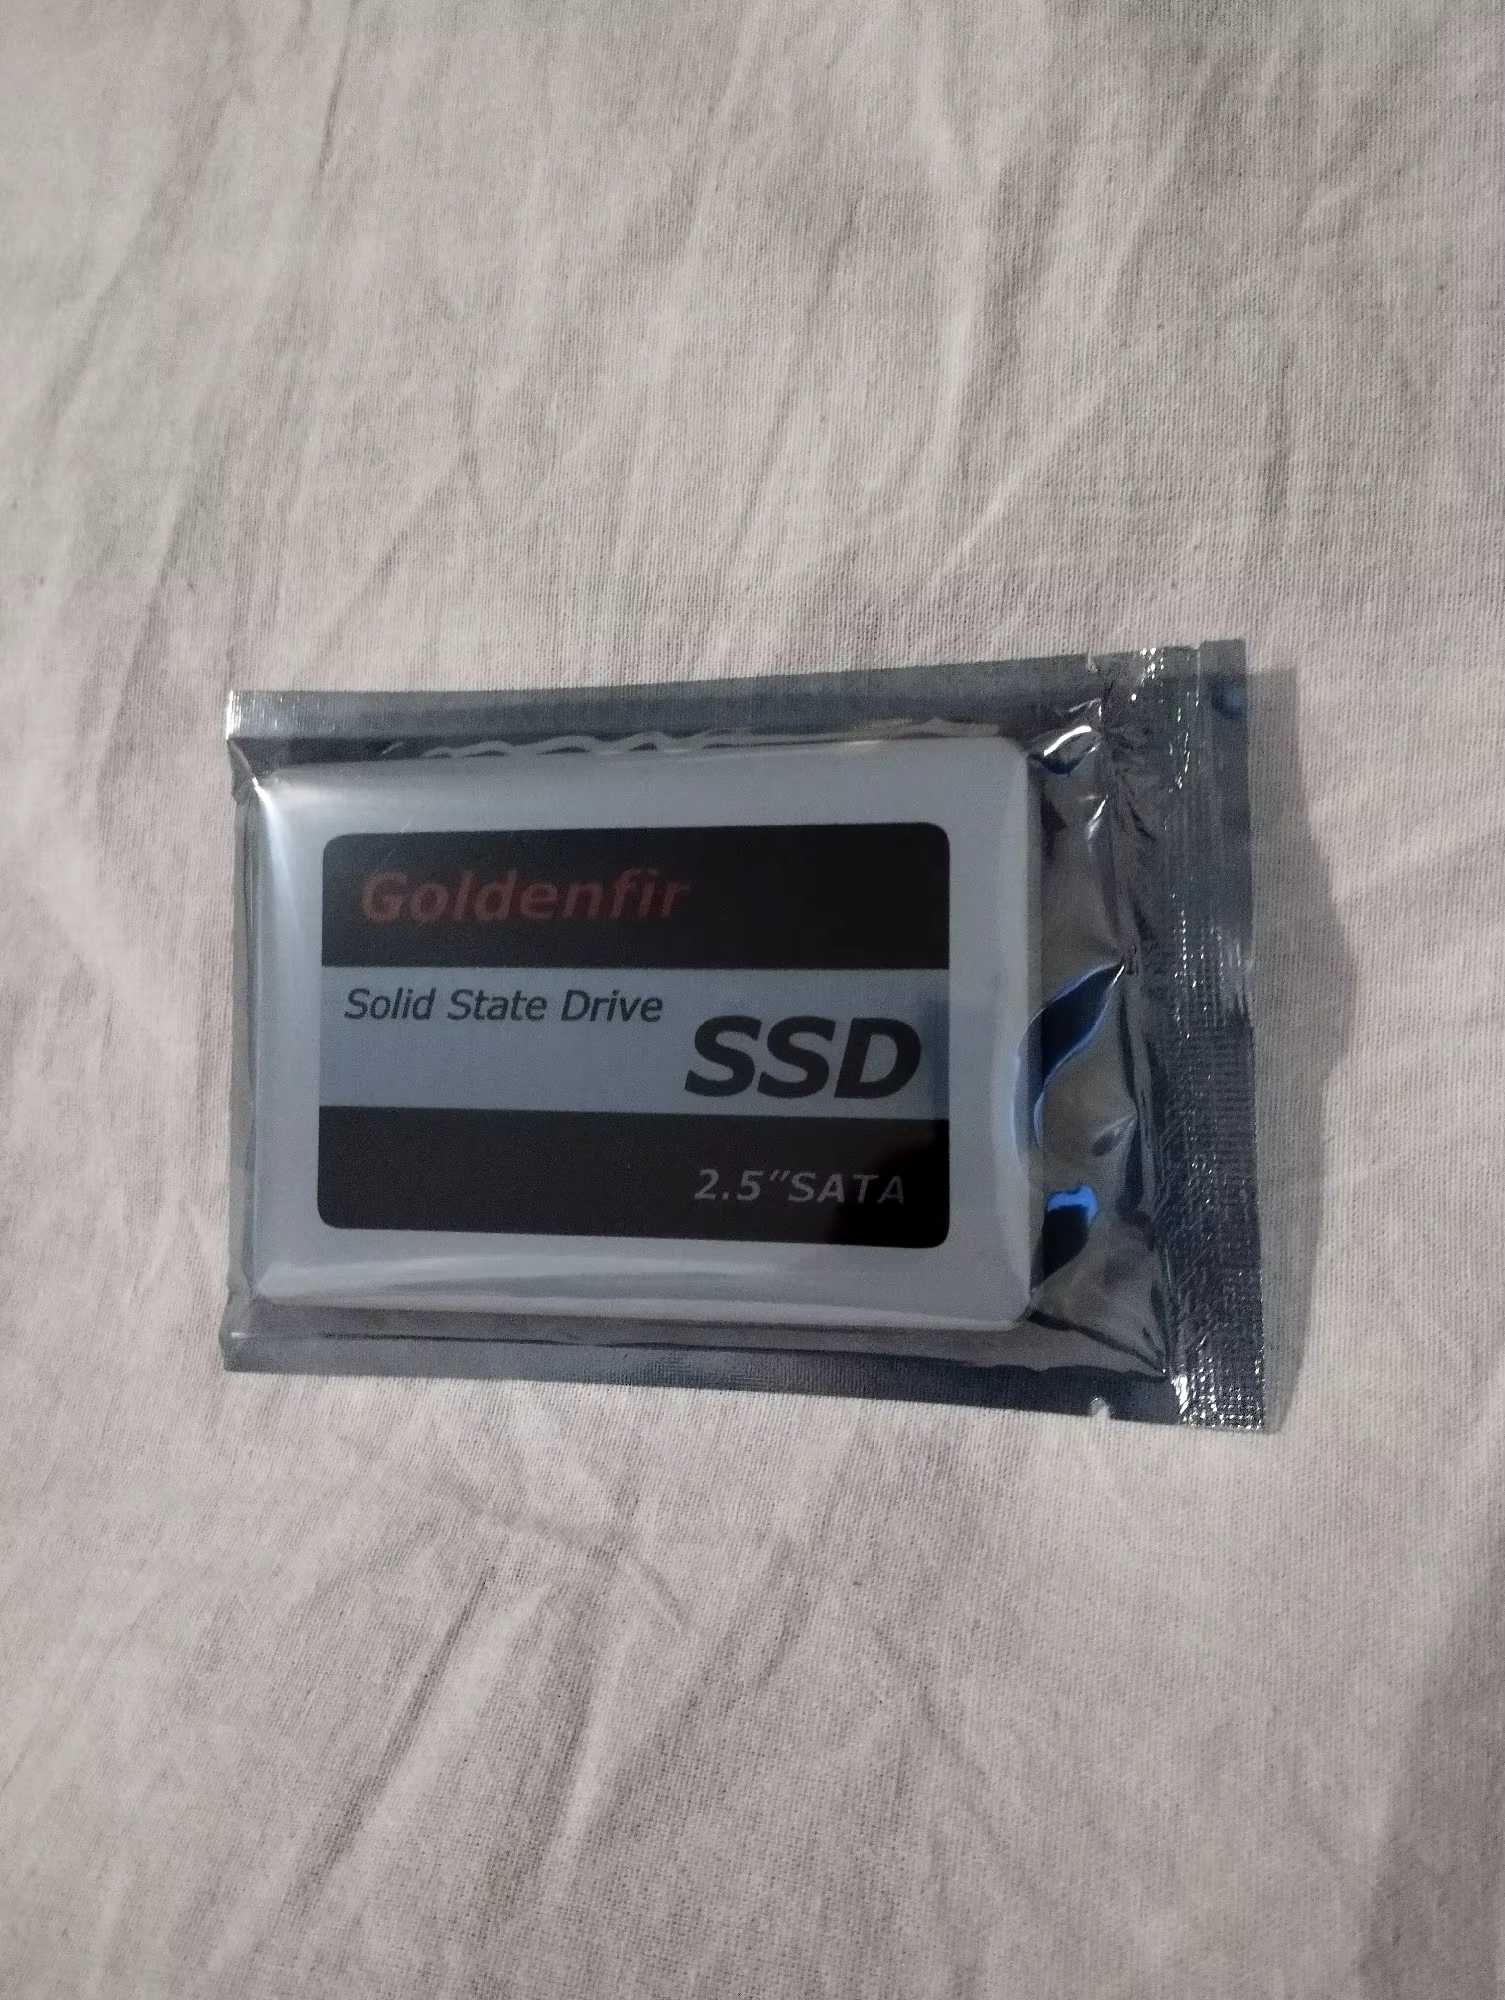 Goldenfir
Solid State Drive
SSD
2.5"SATA